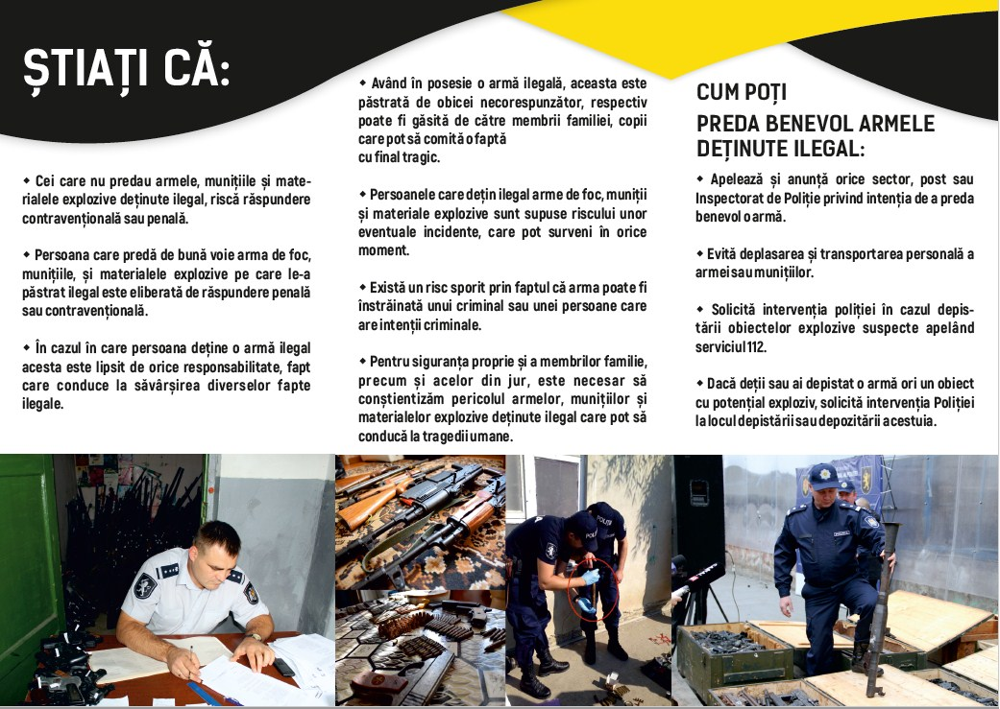 ȘTIAȚI CĂ:
◆ Cei care nu predau armele, munițiile și mate-
rialele explozive deținute ilegal, riscă răspundere
contravențională sau penală.
◆ Persoana care predă de bună voie arma de foc,
munițiile, și materialele explozive pe care le-a
păstrat ilegal este eliberată de răspundere penală
sau contravențională.
◆ În cazul în care persoana deține o armă ilegal
acesta este lipsit de orice responsabilitate, fapt
care conduce la săvârșirea diverselor fapte
ilegale.
◆ Având în posesie o armă ilegală, aceasta este
păstrată de obicei necorespunzător, respectiv
poate fi găsită de către membrii familiei, copii
care pot să comită o faptă
cu final tragic.
◆ Persoanele care dețin ilegal arme de foc, muniții
și materiale explozive sunt supuse riscului unor
eventuale incidente, care pot surveni în orice
moment.
◆ Există un risc sporit prin faptul că arma poate fi
înstrăinată unui criminal sau unei persoane care
are intenții criminale.
◆ Pentru siguranța proprie și a membrilor familie,
precum și acelor din jur, este necesar să
conștientizăm pericolul armelor, munițiilor și
materialelor explozive deținute ilegal care pot să
conducă la tragedii umane.
CUM POȚI
PREDA BENEVOL ARMELE
DEȚINUTE ILEGAL:
◆ Apelează și anunță orice sector, post sau
Inspectorat de Poliție privind intenția de a preda
benevol o armă.
◆ Evită deplasarea și transportarea personală a
armei sau munițiilor.
◆ Solicită intervenția poliției în cazul depis-
tării obiectelor explozive suspecte apelând
serviciul 112.
◆ Dacă deții sau ai depistat o armă ori un obiect
cu potențial exploziv, solicită intervenția Poliției
la locul depistării sau depozitării acestuia.